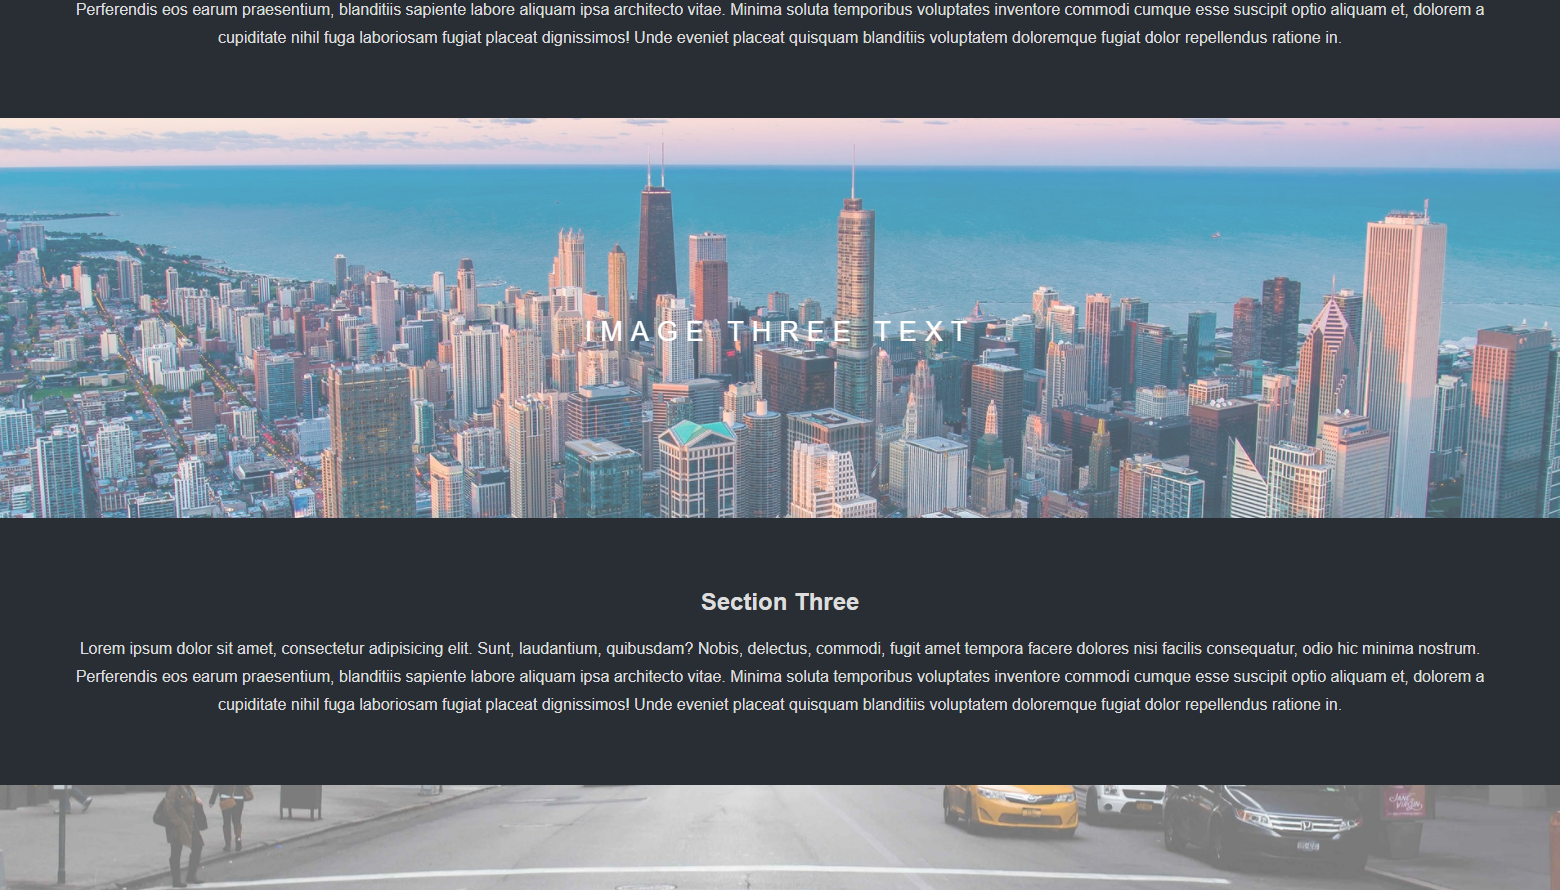 Perferendis eos earum praesentium, blanditiis sapiente labore aliquam ipsa architecto vitae. Minima soluta temporibus voluptates inventore commodi cumque esse suscipit optio aliquam et, dolorem a
cupiditate nihil fuga laboriosam fugiat placeat dignissimos! Unde eveniet placeat quisquam blanditiis voluptatem doloremque fugiat dolor repellendus ratione in.
IMAGE THREE TEXT
Section Three
Lorem ipsum dolor sit amet, consectetur adipisicing elit. Sunt, laudantium, quibusdam? Nobis, delectus, commodi, fugit amet tempora facere dolores nisi facilis consequatur, odio hic minima nostrum.
Perferendis eos earum praesentium, blanditiis sapiente labore aliquam ipsa architecto vitae. Minima soluta temporibus voluptates inventore commodi cumque esse suscipit optio aliquam et, dolorem a
cupiditate nihil fuga laboriosam fugiat placeat dignissimos! Unde eveniet placeat quisquam blanditiis voluptatem doloremque fugiat dolor repellendus ratione in.